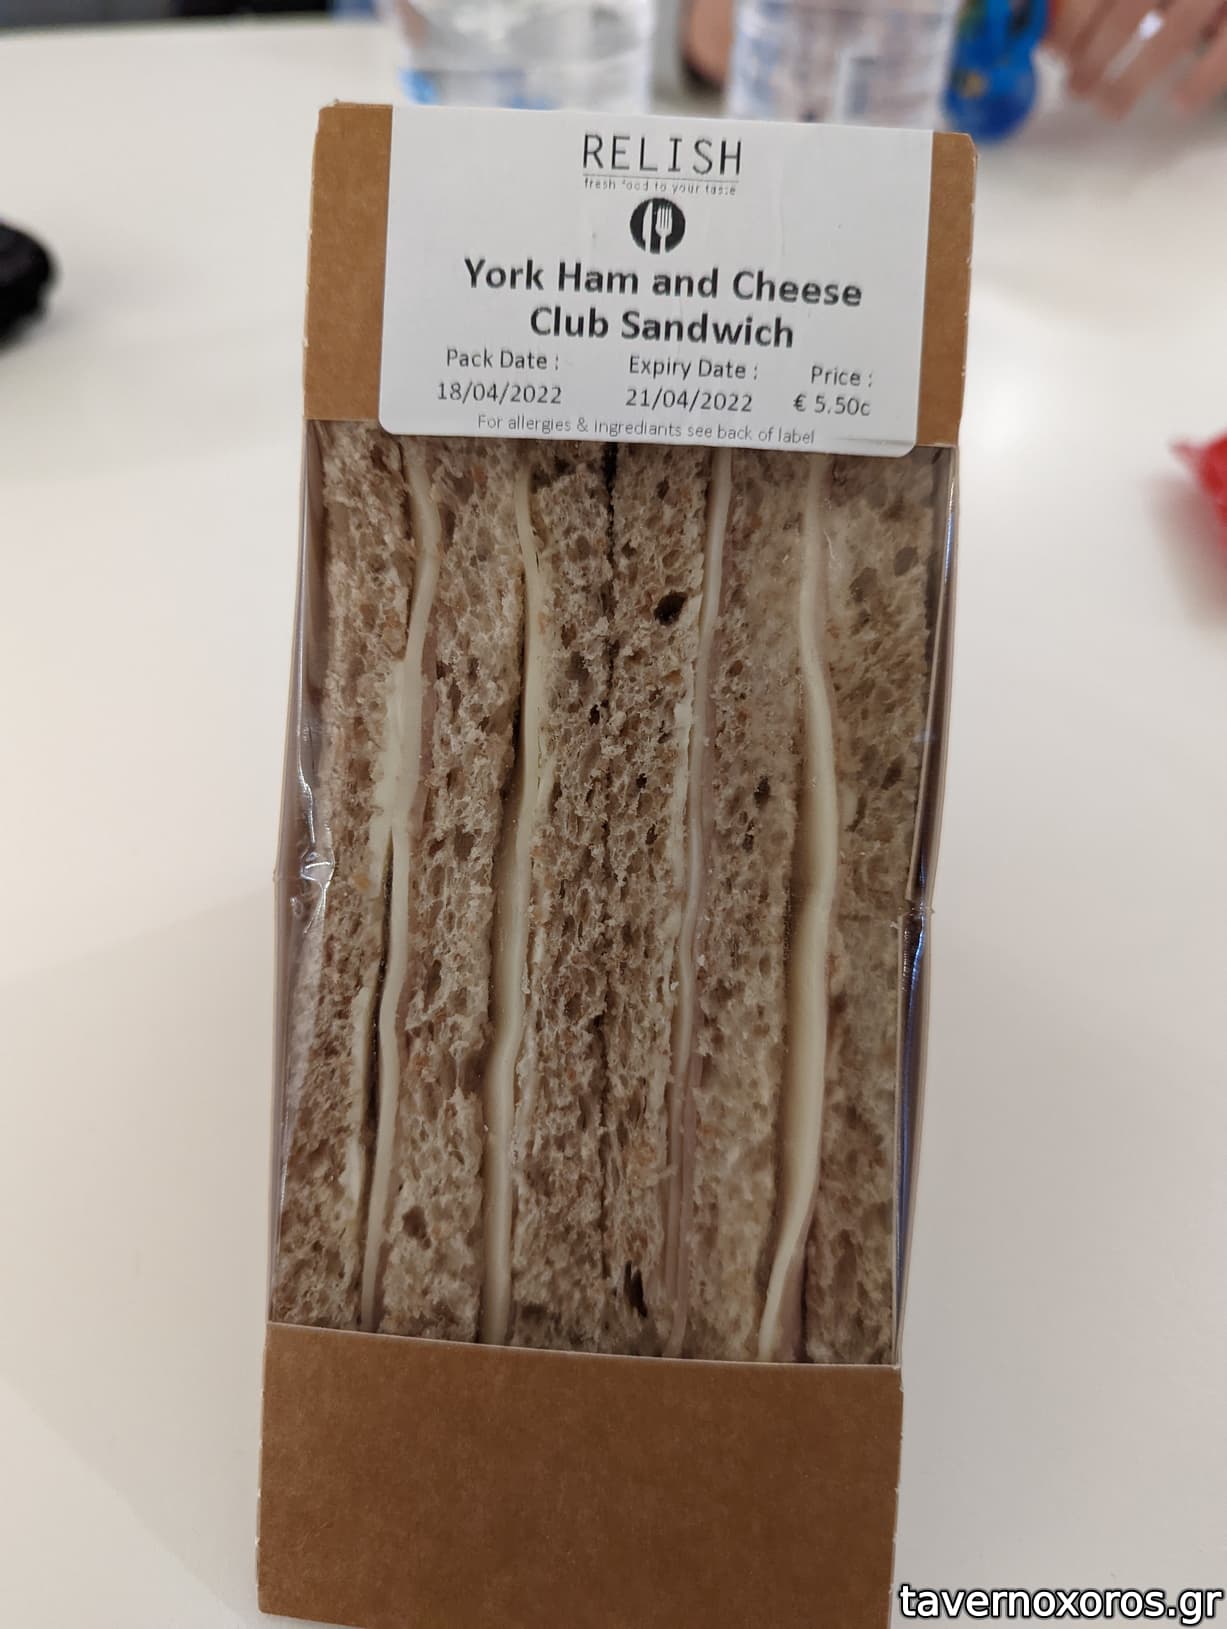 RELISH
fresh food to your taste
York Ham and Cheese
Club Sandwich
Pack Date : Expiry Date : Price :
18/04/2022 21/04/2022 € 5.50c
For allergies & ingrediants see back of label
tavernoxoros.gr